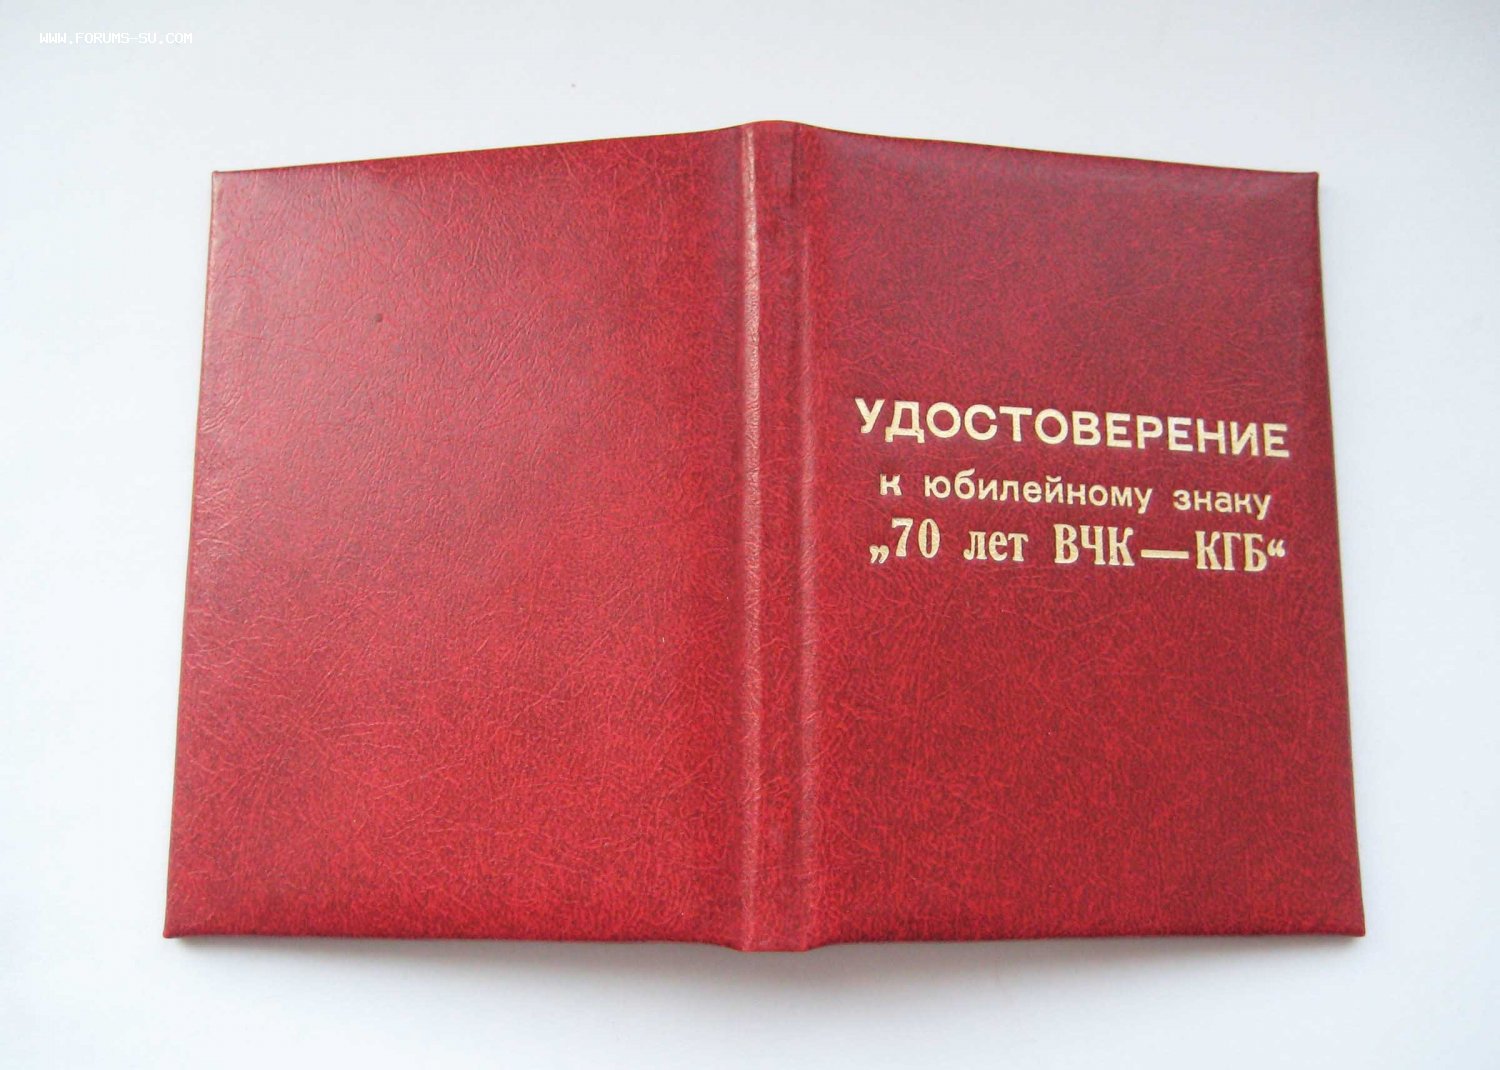 WWW.FORUMS-SU.COM
УДОСТОВЕРЕНИЕ
к юбилейному знаку
„70 лет ВЧК—КГБ“